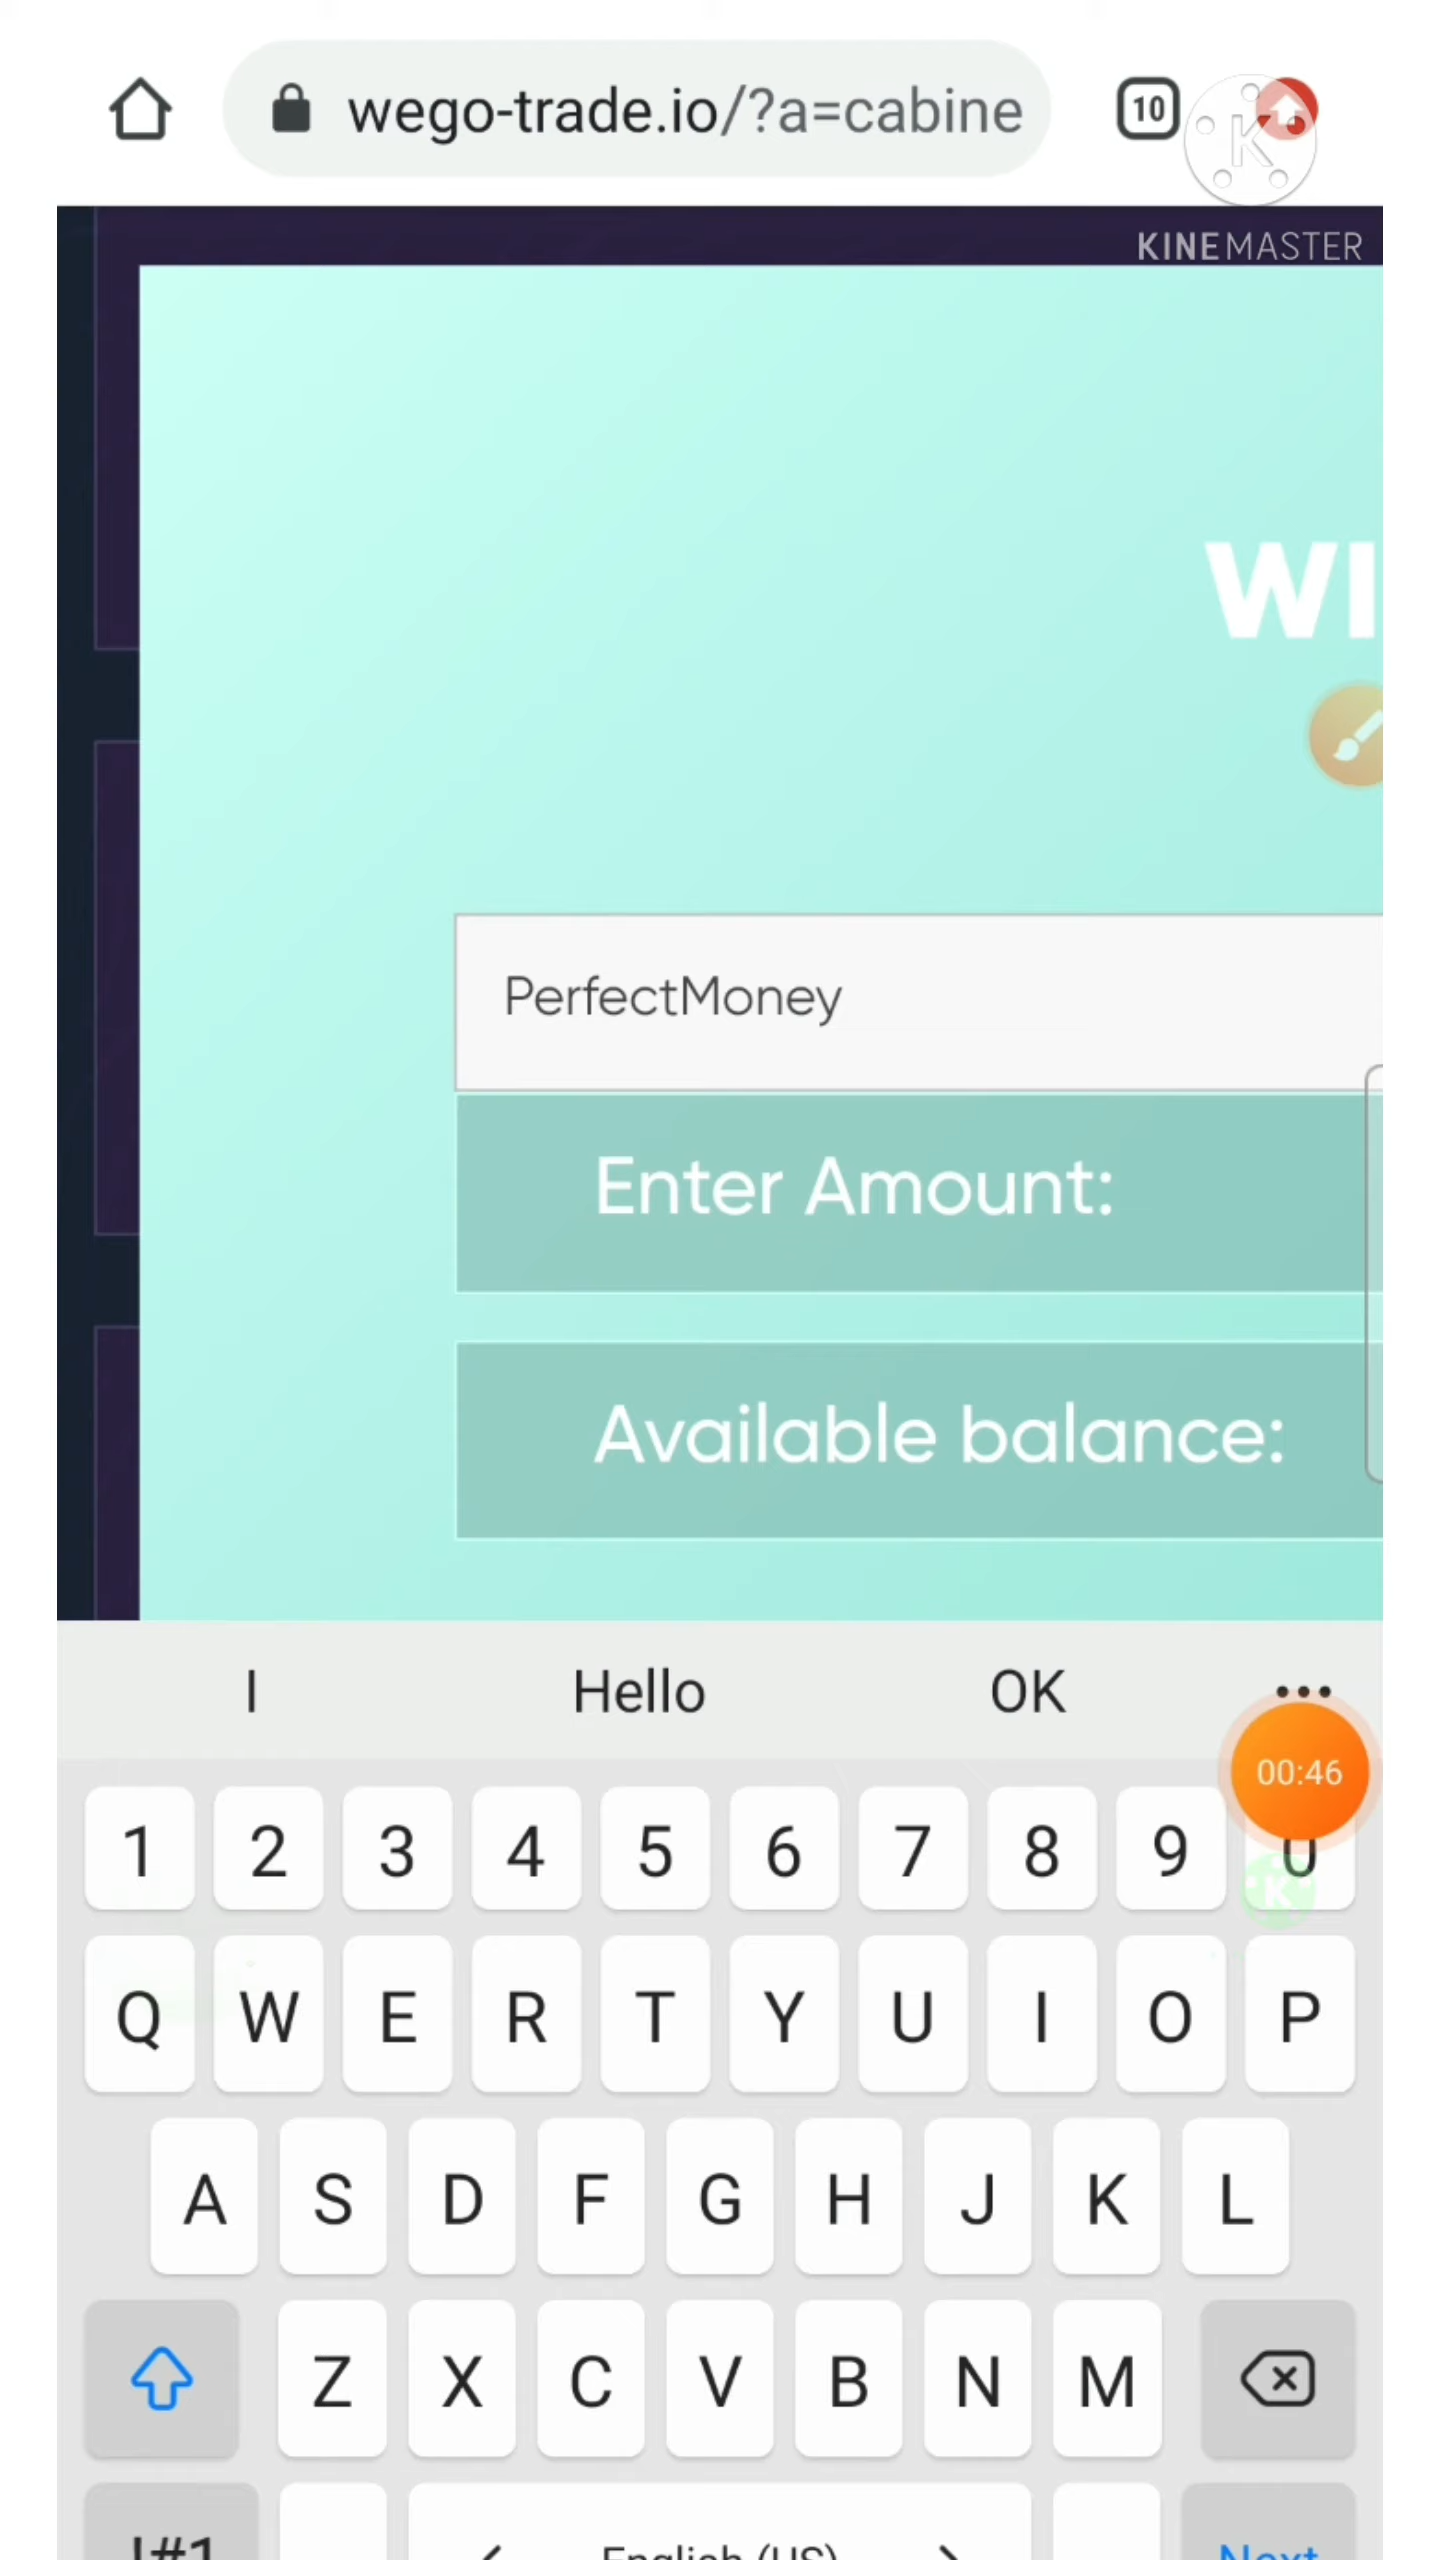 wego-trade.io/?a=cabine
10
K
KINEMASTER
WI
PerfectMoney
Enter Amount:
Available balance:
I Hello OK
00:46
1 2 3 4 5 6 7 8 9 0
K
Q W E R T Y U I O P
A S D F G H J K L
Z X C V B N M
!#1 English (US) Next